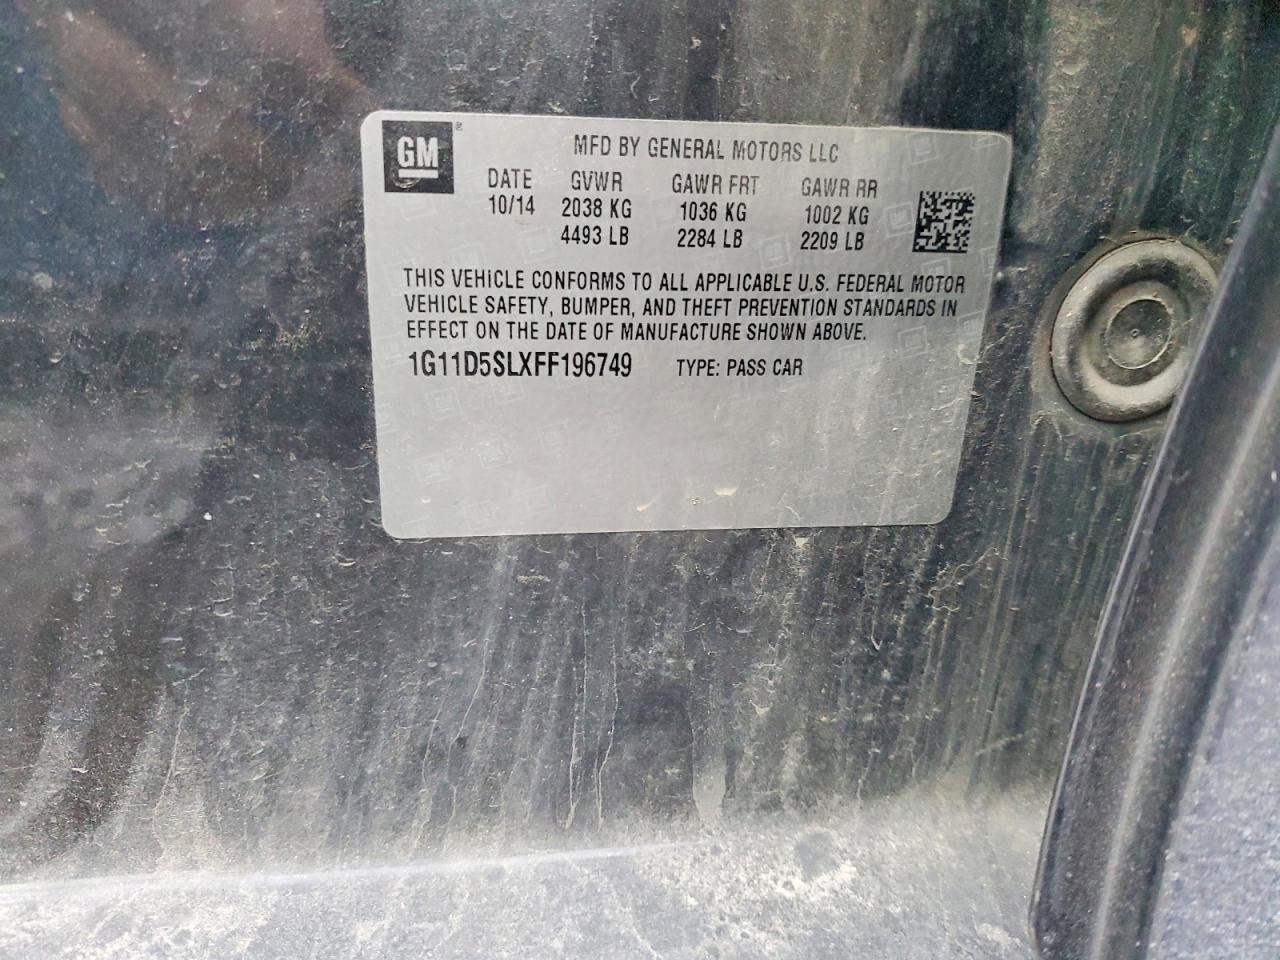 GM®
MFD BY GENERAL MOTORS LLC
DATE GVWR GAWR FRT GAWR RR
10/14 2038 KG 1036 KG 1002 KG
4493 LB 2284 LB 2209 LB
THIS VEHICLE CONFORMS TO ALL APPLICABLE U.S. FEDERAL MOTOR
VEHICLE SAFETY, BUMPER, AND THEFT PREVENTION STANDARDS IN
EFFECT ON THE DATE OF MANUFACTURE SHOWN ABOVE.
1G11D5SLXFF196749 TYPE: PASS CAR